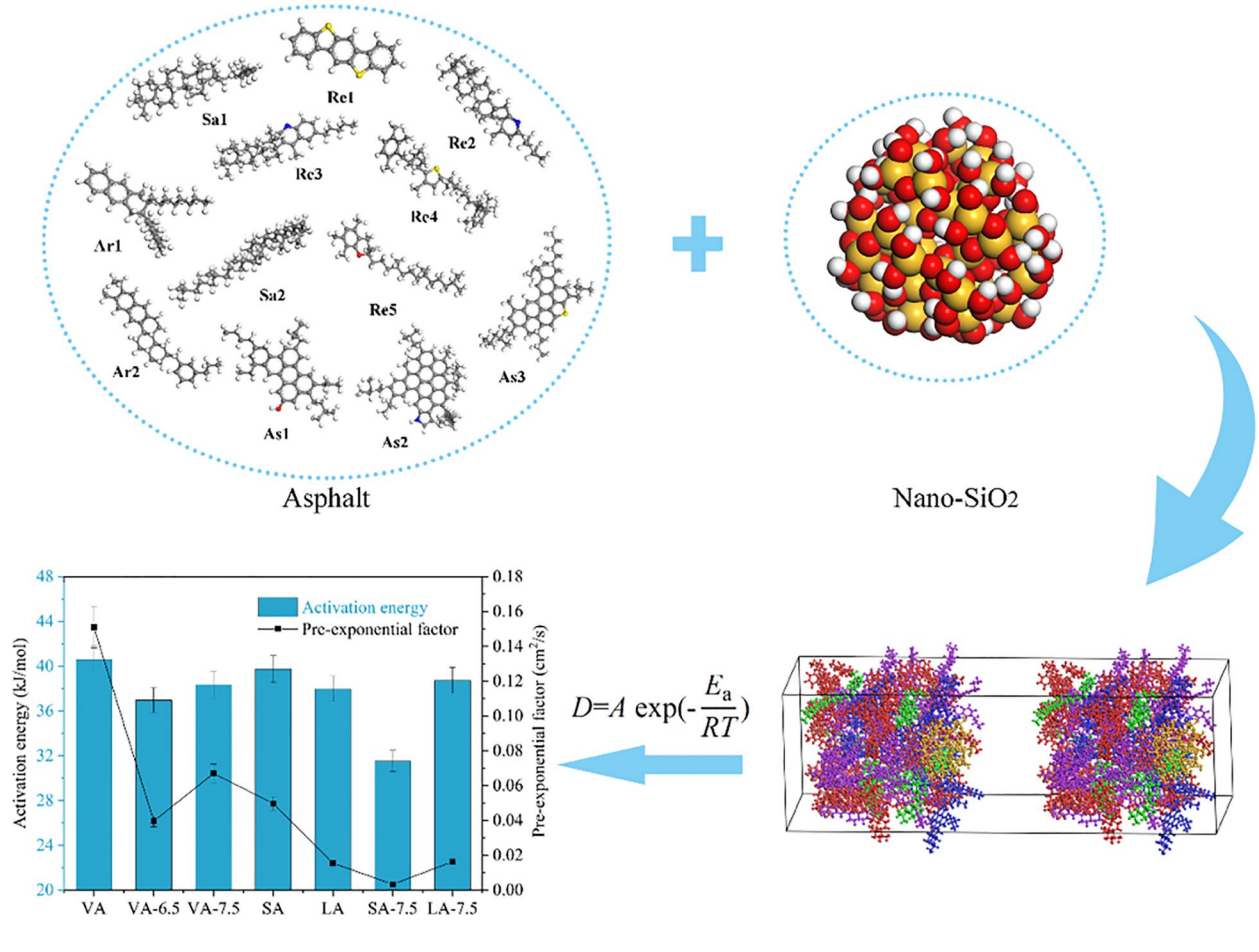 Re1
Sa1
Re2
Re3
Re4
Ar1
Sa2
Re5
Ar2
As3
As1
As2
Asphalt
+
Nano-SiO2
D=A exp(-Ea/RT)
Activation energy (kJ/mol)
48
44
40
36
32
28
24
20
Activation energy
Pre-exponential factor
0.18
0.16
0.14
0.12
0.10
0.08
0.06
0.04
0.02
0.00
Pre-exponential factor (cm²/s)
VA VA-6.5 VA-7.5 SA LA SA-7.5 LA-7.5